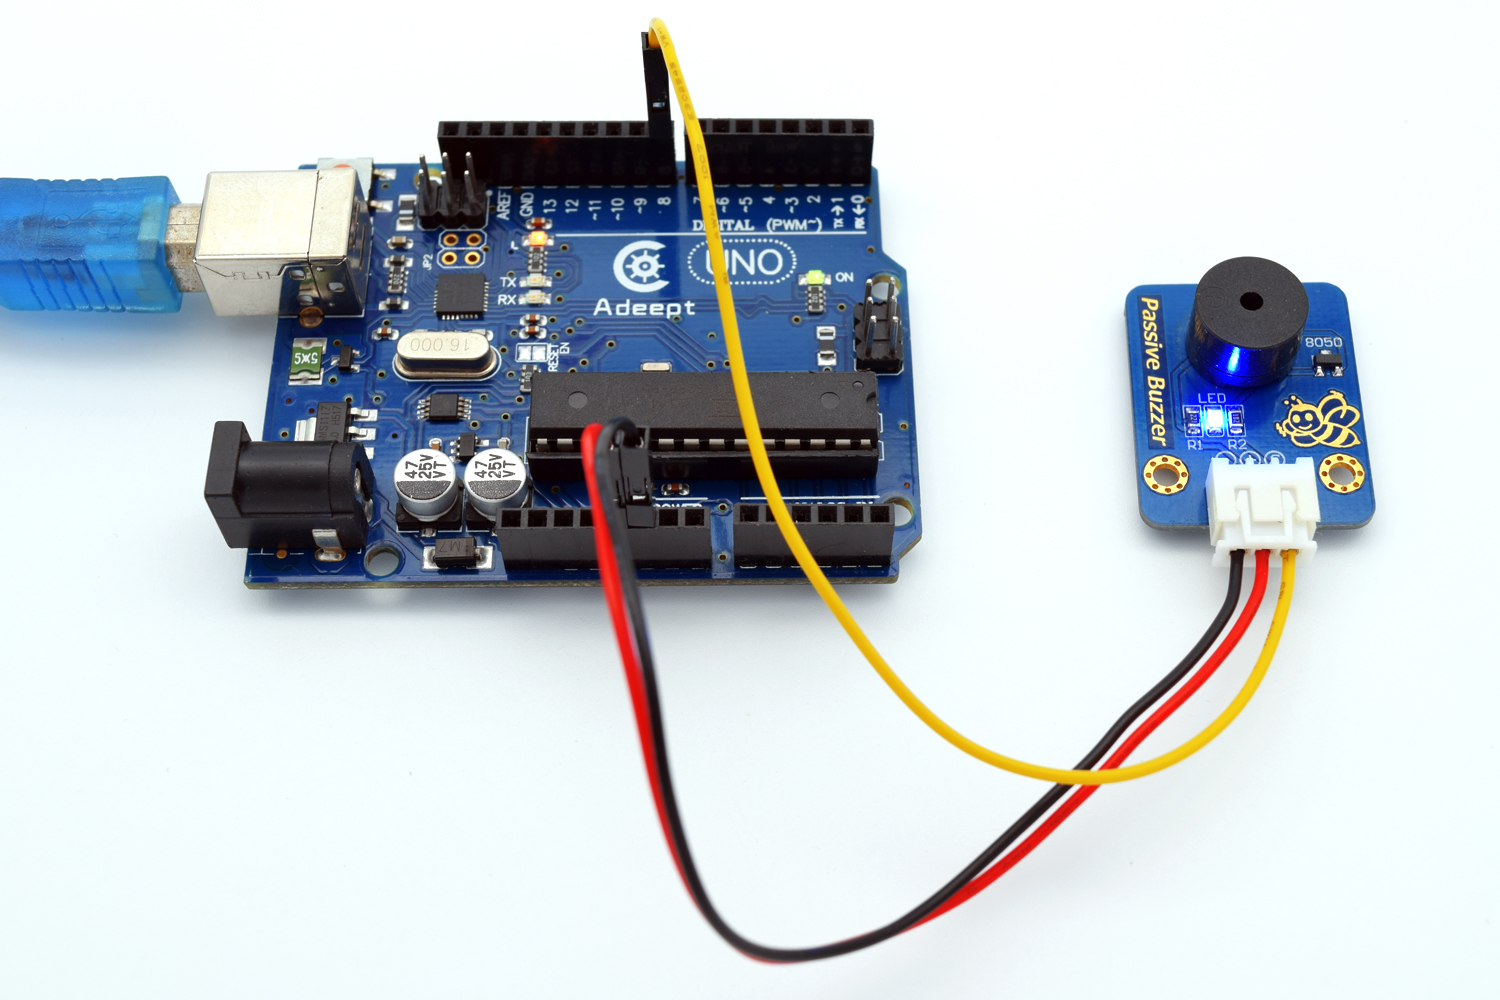 AREF
GND
13
12
~11
~10
~9
8
7
~6
~5
4
~3
2
TX→1
RX←0
DIGITAL (PWM~)
L
JP2
TX
RX
Adeept
UNO
ON
16.000
RESET
EN
47
25V
VT
47
25V
VT
M7
POWER
Passive Buzzer
8050
LED
R1
R2